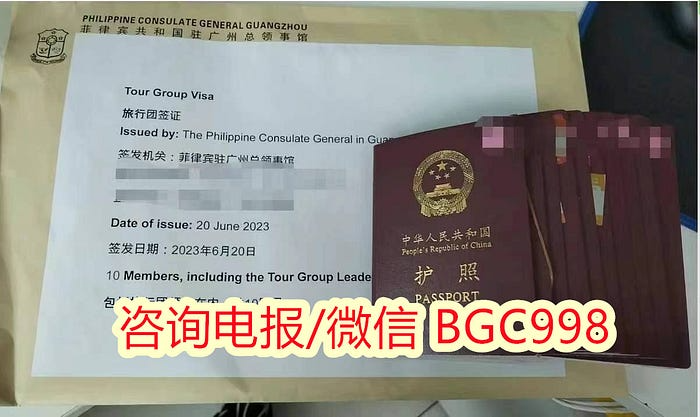 PHILIPPINE CONSULATE GENERAL GUANGZHOU
菲律宾共和国驻广州总领事馆
Tour Group Visa
旅行团签证
Issued by: The Philippine Consulate General in Guan
签发机关：菲律宾驻广州总领事馆
Date of issue: 20 June 2023
签发日期：2023年6月20日
10 Members, including the Tour Group Leade
中华人民共和国
People's Republic of China
护照
PASSPORT
咨询电报/微信 BGC998